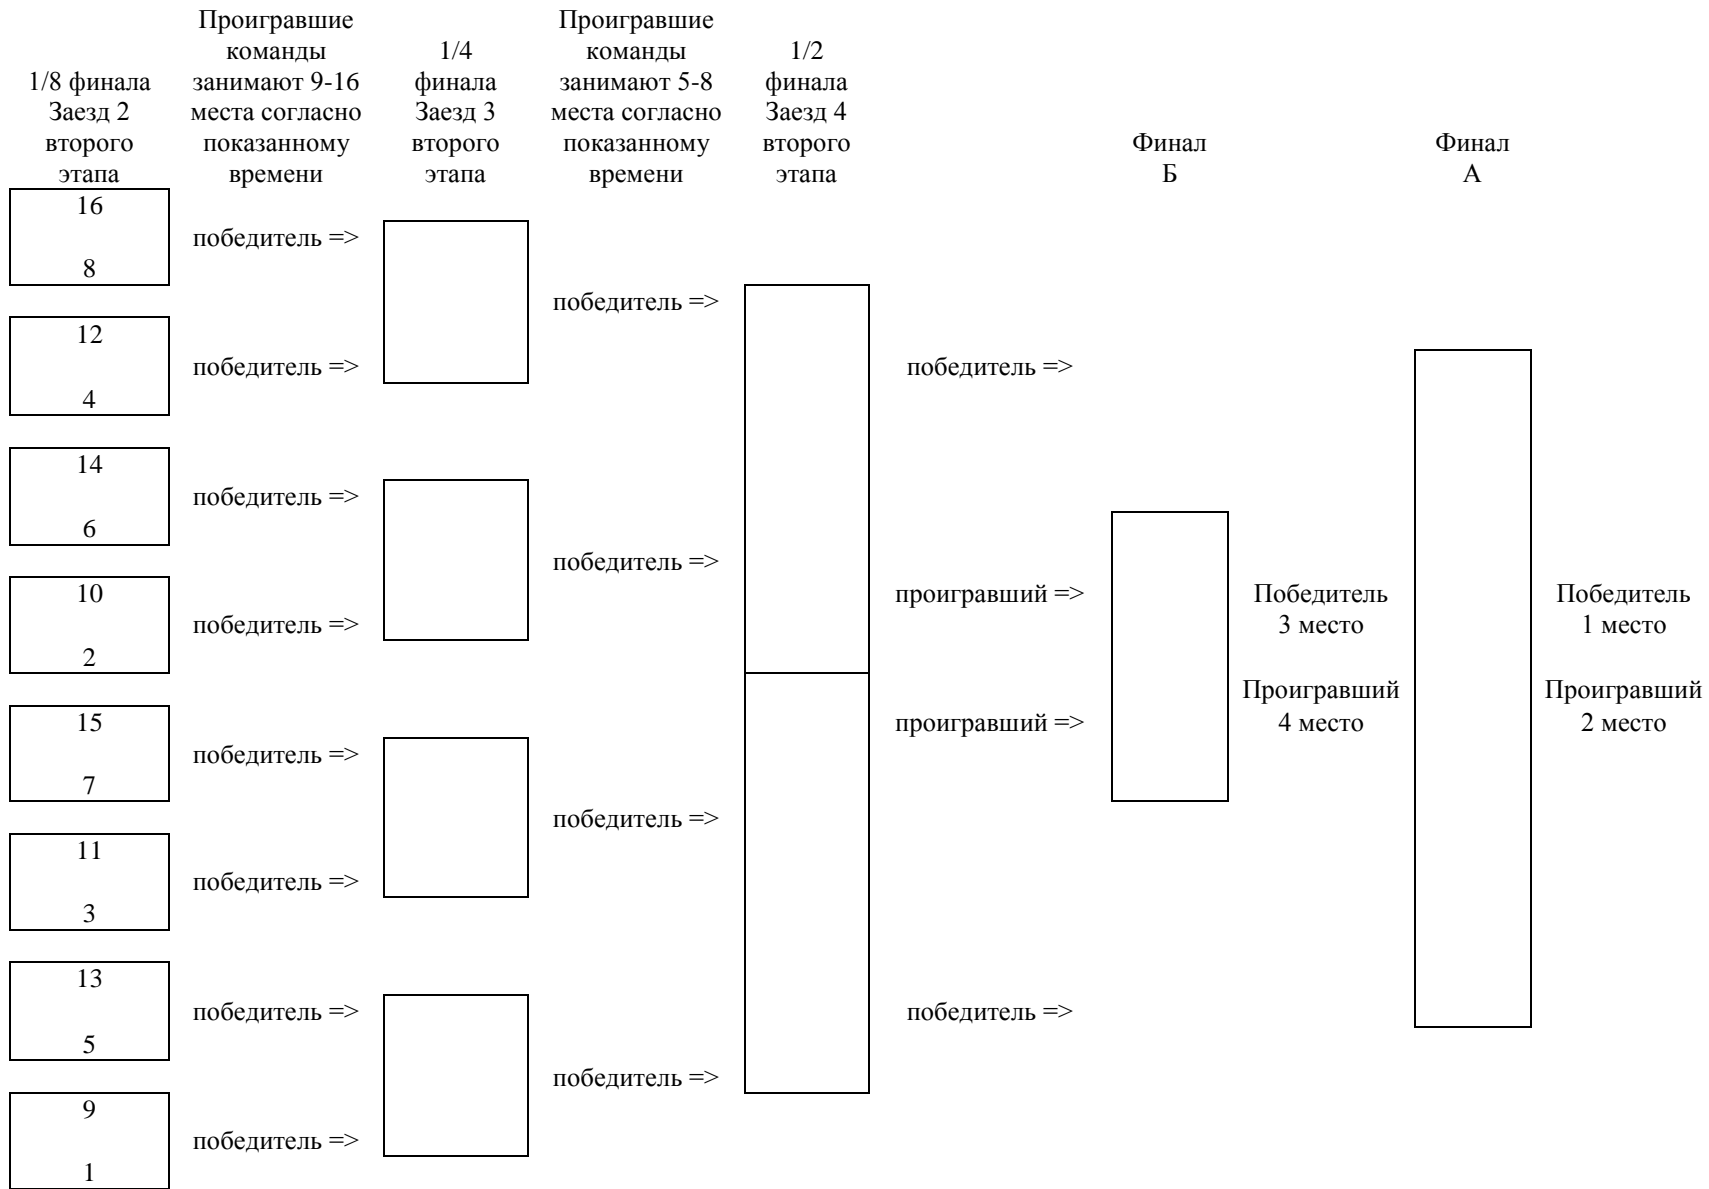 1/8 финала
Заезд 2
второго
этапа
Проигравшие
команды
занимают 9-16
места согласно
показанному
времени
1/4
финала
Заезд 3
второго
этапа
Проигравшие
команды
занимают 5-8
места согласно
показанному
времени
1/2
финала
Заезд 4
второго
этапа
Финал
Б
Финал
А
16
8
победитель =>
12
4
победитель =>
14
6
победитель =>
10
2
победитель =>
15
7
победитель =>
11
3
победитель =>
13
5
победитель =>
9
1
победитель =>
победитель =>
победитель =>
победитель =>
победитель =>
победитель =>
проигравший =>
проигравший =>
победитель =>
Победитель
3 место
Проигравший
4 место
Победитель
1 место
Проигравший
2 место